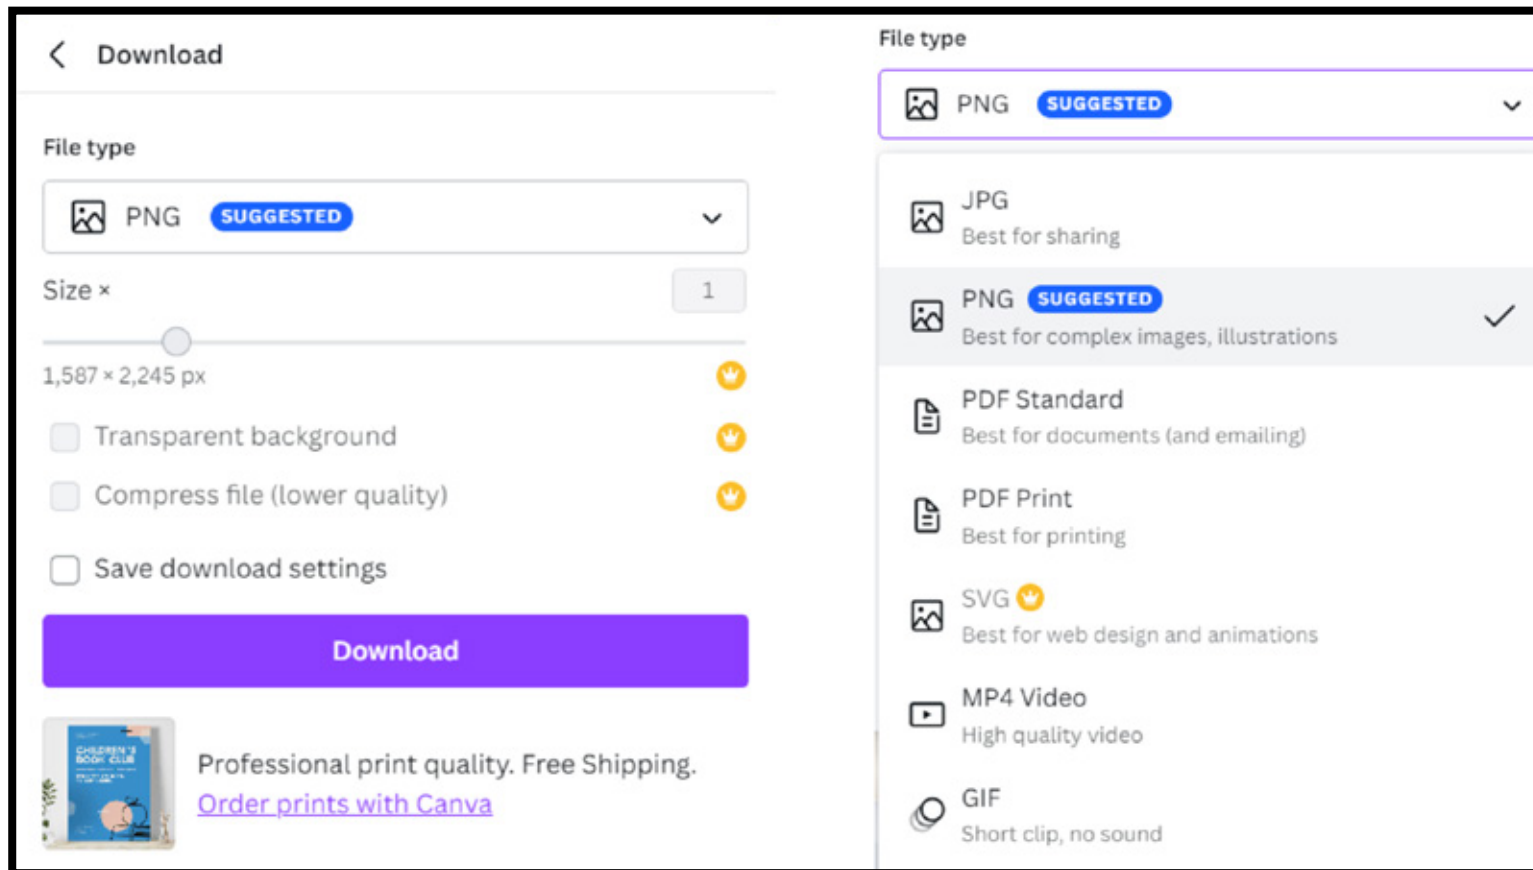 Download
File type
PNG SUGGESTED
Size ×
1
1,587 × 2,245 px
Transparent background
Compress file (lower quality)
Save download settings
Download
CHILDREN'S
BOOK CLUB
Professional print quality. Free Shipping.
Order prints with Canva
File type
PNG SUGGESTED
JPG
Best for sharing
PNG SUGGESTED
Best for complex images, illustrations
PDF Standard
Best for documents (and emailing)
PDF Print
Best for printing
SVG
Best for web design and animations
MP4 Video
High quality video
GIF
Short clip, no sound